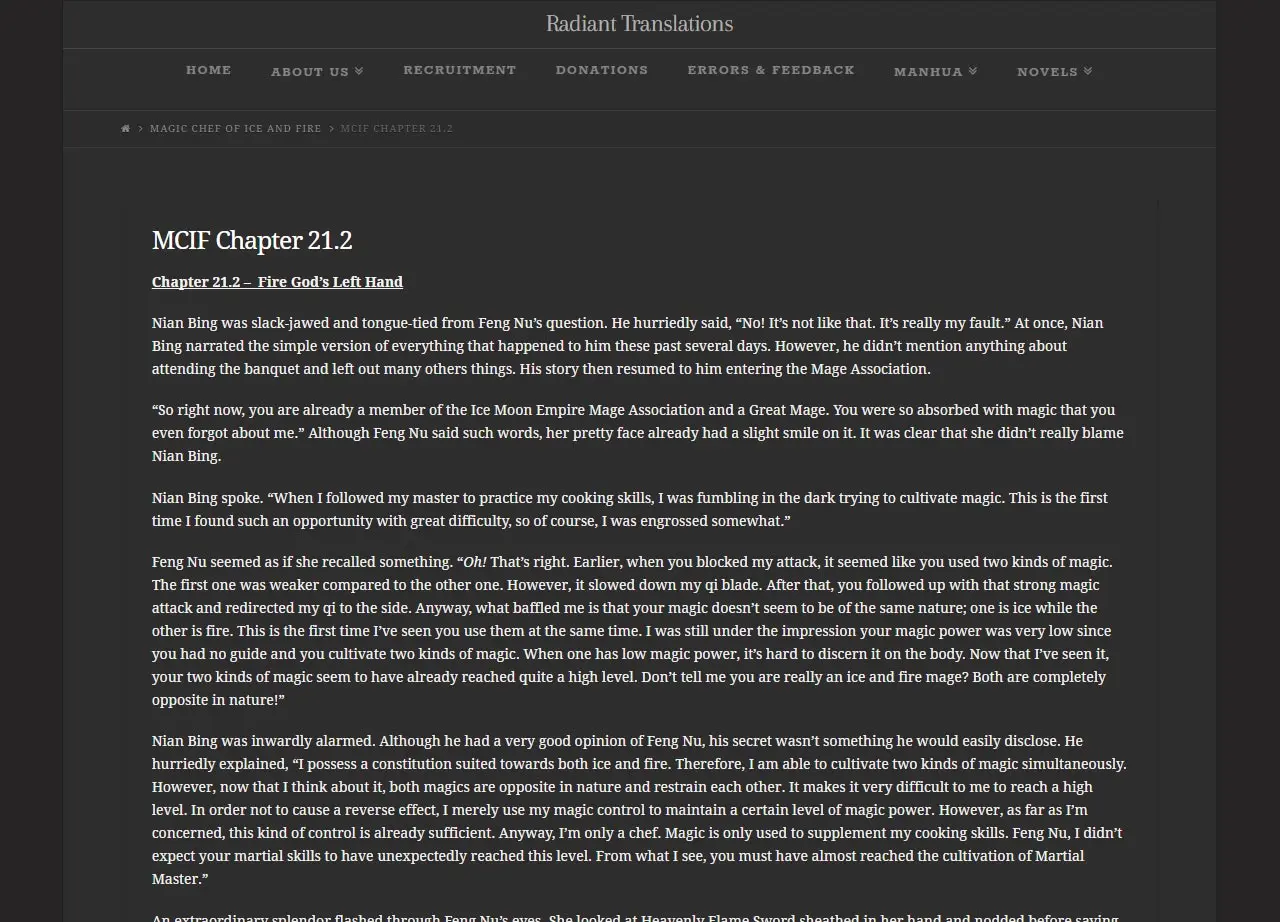 Radiant Translations
HOME ABOUT US RECRUITMENT DONATIONS ERRORS & FEEDBACK MANHUA NOVELS
MAGIC CHEF OF ICE AND FIRE MCIF CHAPTER 21.2
MCIF Chapter 21.2
Chapter 21.2 – Fire God’s Left Hand
Nian Bing was slack-jawed and tongue-tied from Feng Nu’s question. He hurriedly said, “No! It’s not like that. It’s really my fault.” At once, Nian
Bing narrated the simple version of everything that happened to him these past several days. However, he didn’t mention anything about
attending the banquet and left out many others things. His story then resumed to him entering the Mage Association.
“So right now, you are already a member of the Ice Moon Empire Mage Association and a Great Mage. You were so absorbed with magic that you
even forgot about me.” Although Feng Nu said such words, her pretty face already had a slight smile on it. It was clear that she didn’t really blame
Nian Bing.
Nian Bing spoke. “When I followed my master to practice my cooking skills, I was fumbling in the dark trying to cultivate magic. This is the first
time I found such an opportunity with great difficulty, so of course, I was engrossed somewhat.”
Feng Nu seemed as if she recalled something. “Oh! That’s right. Earlier, when you blocked my attack, it seemed like you used two kinds of magic.
The first one was weaker compared to the other one. However, it slowed down my qi blade. After that, you followed up with that strong magic
attack and redirected my qi to the side. Anyway, what baffled me is that your magic doesn’t seem to be of the same nature; one is ice while the
other is fire. This is the first time I’ve seen you use them at the same time. I was still under the impression your magic power was very low since
you had no guide and you cultivate two kinds of magic. When one has low magic power, it’s hard to discern it on the body. Now that I’ve seen it,
your two kinds of magic seem to have already reached quite a high level. Don’t tell me you are really an ice and fire mage? Both are completely
opposite in nature!”
Nian Bing was inwardly alarmed. Although he had a very good opinion of Feng Nu, his secret wasn’t something he would easily disclose. He
hurriedly explained, “I possess a constitution suited towards both ice and fire. Therefore, I am able to cultivate two kinds of magic simultaneously.
However, now that I think about it, both magics are opposite in nature and restrain each other. It makes it very difficult to me to reach a high
level. In order not to cause a reverse effect, I merely use my magic control to maintain a certain level of magic power. However, as far as I’m
concerned, this kind of control is already sufficient. Anyway, I’m only a chef. Magic is only used to supplement my cooking skills. Feng Nu, I didn’t
expect your martial skills to have unexpectedly reached this level. From what I see, you must have almost reached the cultivation of Martial
Master.”
An extraordinary splendor flashed through Feng Nu’s eyes. She looked at Heavenly Flame Sword sheathed in her hand and nodded before saying,